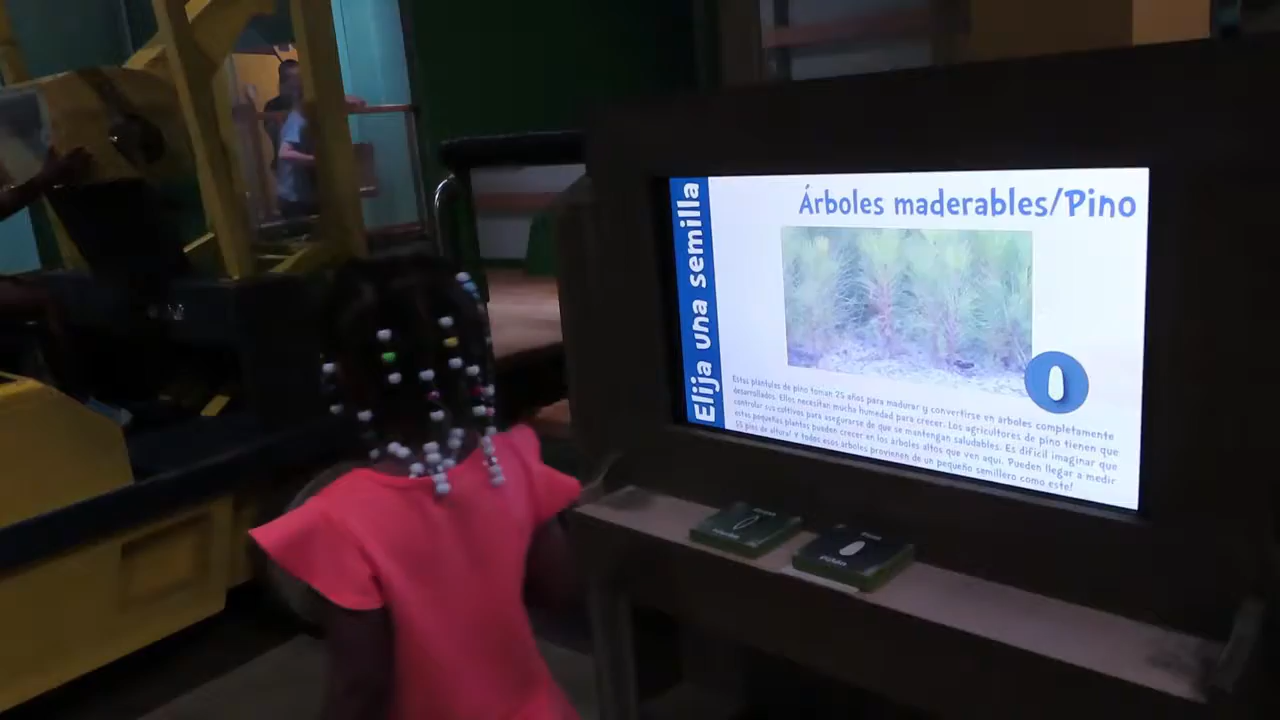 Elija una semilla
Árboles maderables/Pino
Estas plántulas de pino toman 25 años para madurar y convertirse en árboles completamente
desarrollados. Ellos necesitan mucha humedad para crecer. Los agricultores de pino tienen que
controlar sus cultivos para asegurarse de que se mantengan saludables. Es difícil imaginar que
estas pequeñas plantas pueden crecer en los árboles altos que ven aquí. Pueden llegar a medir
55 pies de altura! Y todos esos árboles provienen de un pequeño semillero como este!